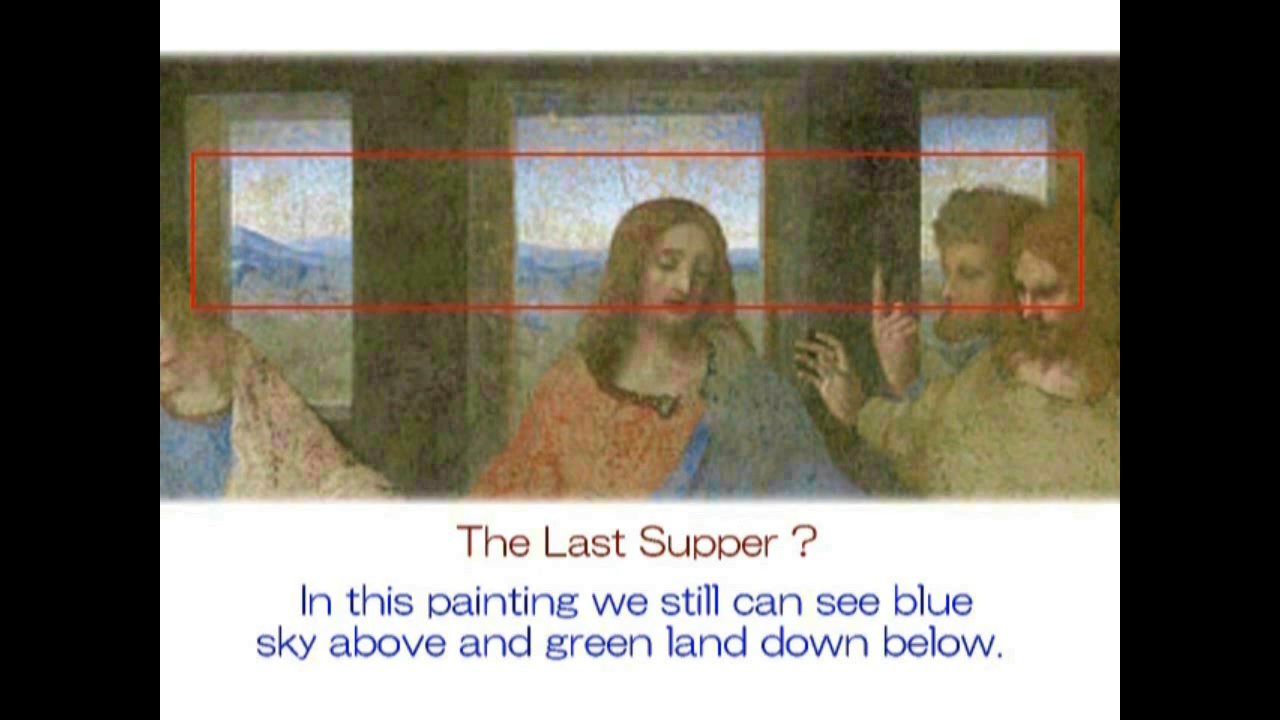 The Last Supper ?
In this painting we still can see blue
sky above and green land down below.